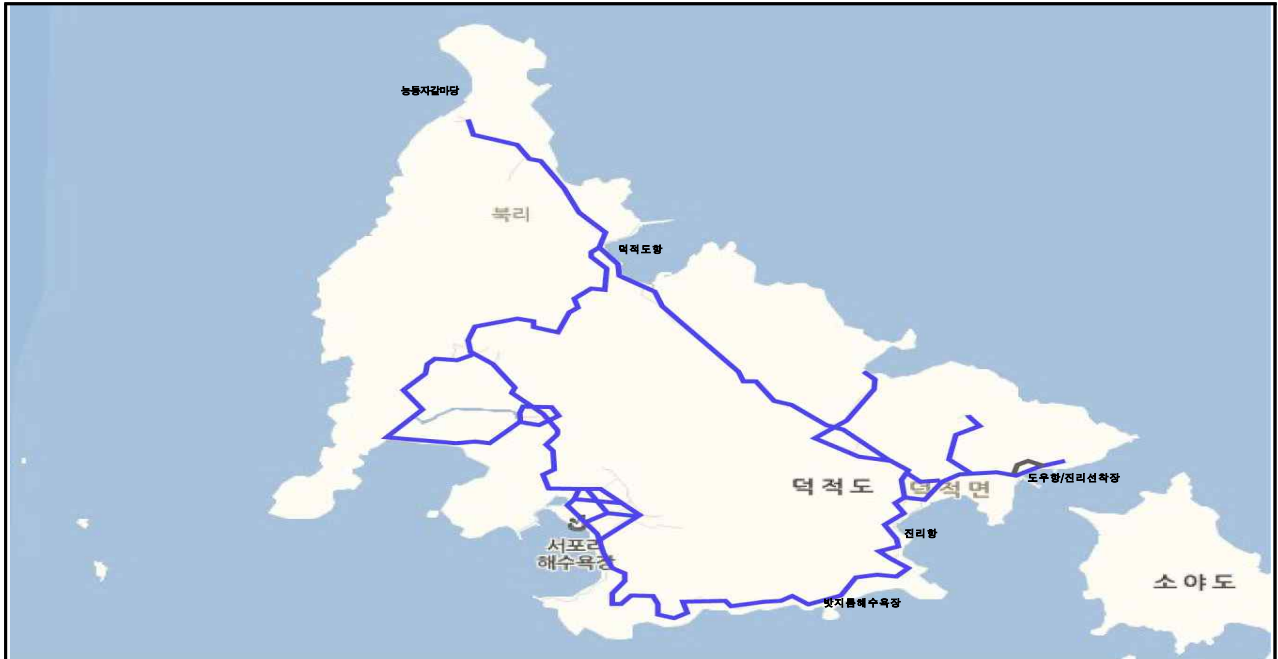 능동자갈마당
북리
덕적도항
덕적도
덕적면
도우항/진리선착장
진리항
서포리
해수욕장
소야도
밧지름해수욕장